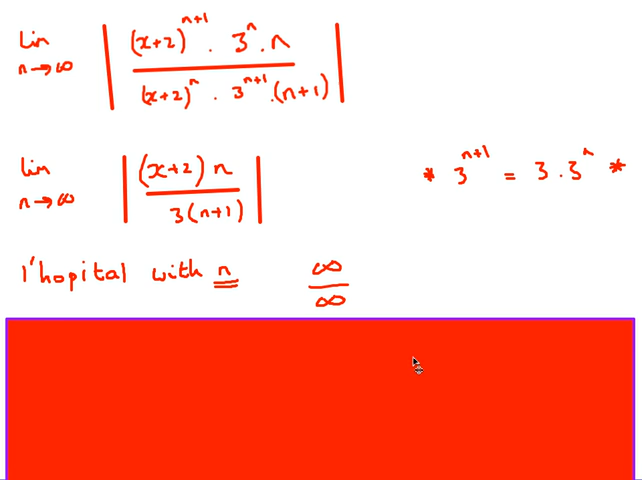 lim n→∞ | (x+2)^{n+1} · 3^n · n / (x+2)^n · 3^{n+1} · (n+1) |
lim n→∞ | (x+2) n / 3(n+1) |
* 3^{n+1} = 3 · 3^n *
l'hopital with n ∞/∞